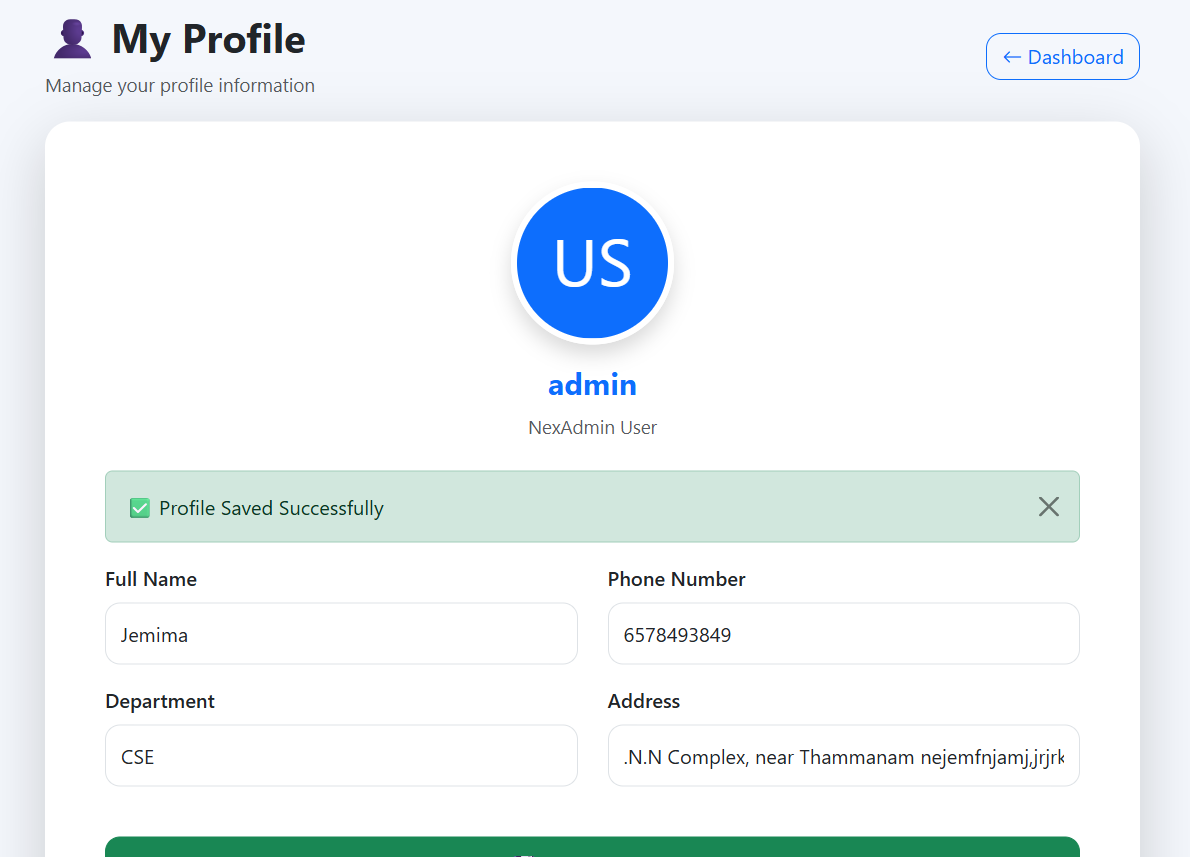 My Profile
Manage your profile information
← Dashboard
US
admin
NexAdmin User
✅ Profile Saved Successfully
Full Name
Phone Number
Jemima
6578493849
Department
Address
CSE
.N.N Complex, near Thammanam nejemfnjamj,jrjrk